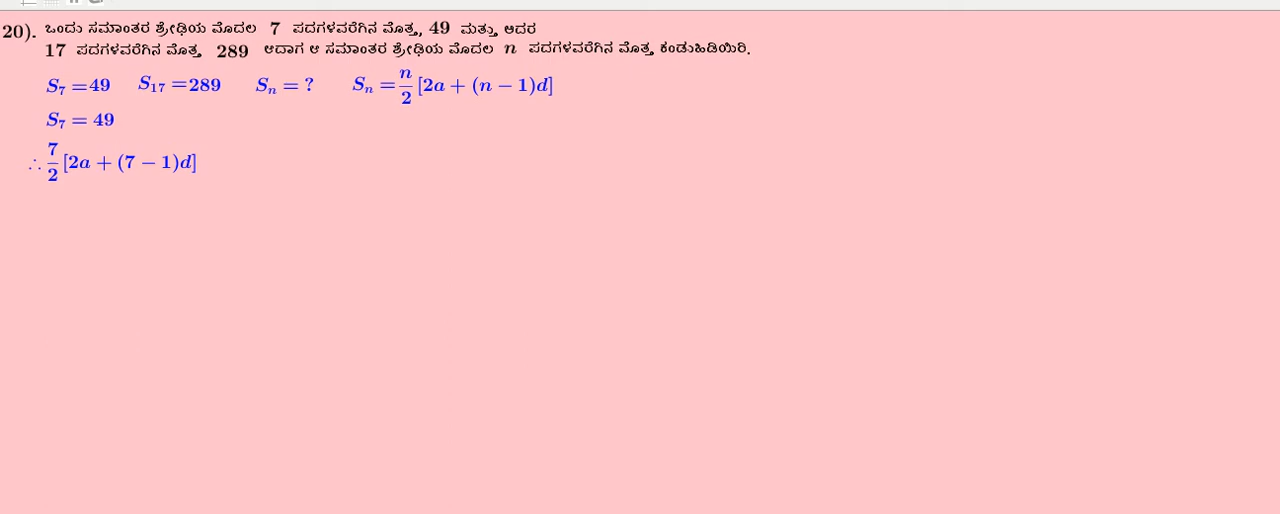 20). ಒಂದು ಸಮಾಂತರ ಶ್ರೇಢಿಯ ಮೊದಲ 7 ಪದಗಳವರೆಗಿನ ಮೊತ್ತ, 49 ಮತ್ತು ಅದರ
17 ಪದಗಳವರೆಗಿನ ಮೊತ್ತ 289 ಆದಾಗ ಆ ಸಮಾಂತರ ಶ್ರೇಢಿಯ ಮೊದಲ n ಪದಗಳವರೆಗಿನ ಮೊತ್ತ ಕಂಡುಹಿಡಿಯಿರಿ.
S₇ = 49 S₁₇ = 289 Sₙ = ? Sₙ = n/2 [2a + (n − 1)d]
S₇ = 49
∴ 7/2 [2a + (7 − 1)d]